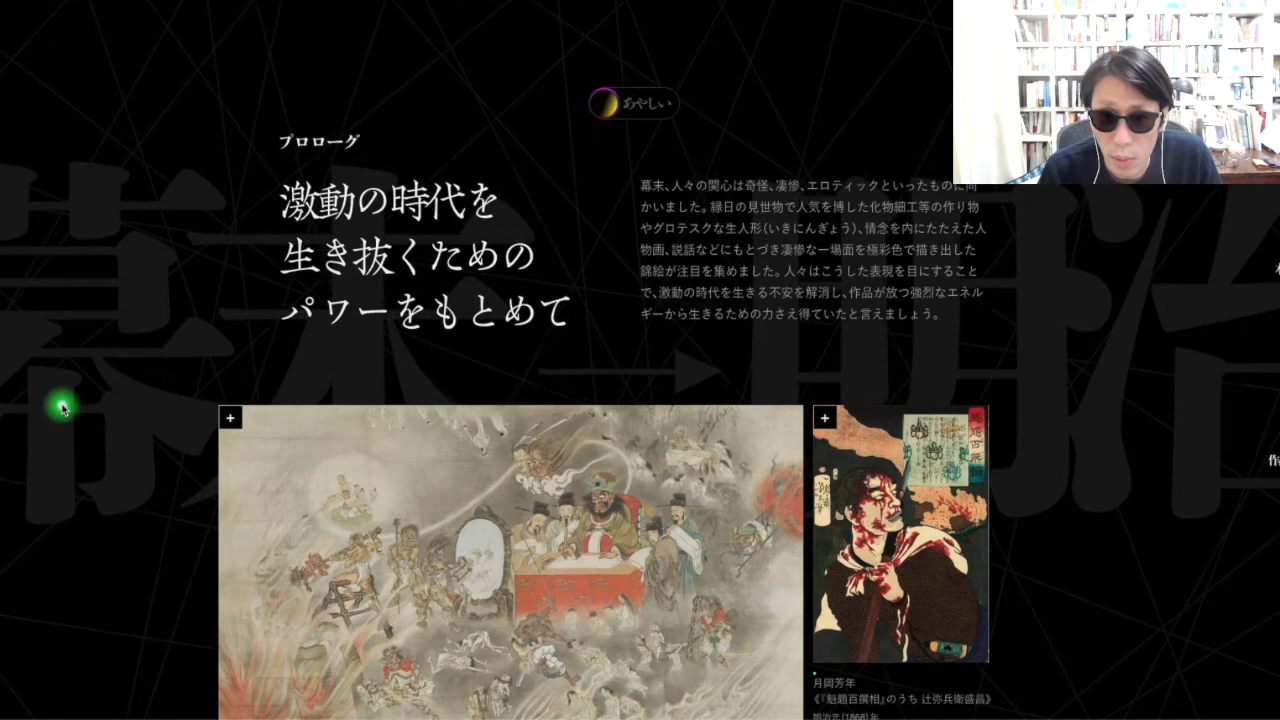 あやしい
プロローグ
激動の時代を
生き抜くための
パワーをもとめて
幕末、人々の関心は奇怪、凄惨、エロティックといったものに向
かいました。縁日の見世物で人気を博した化物細工等の作り物
やグロテスクな生人形(いきにんぎょう)、情念を内にたたえた人
物画、説話などにもとづき凄惨な一場面を極彩色で描き出した
錦絵が注目を集めました。人々はこうした表現を目にすること
で、激動の時代を生きる不安を解消し、作品が放つ強烈なエネル
ギーから生きるための力さえ得ていたと言えましょう。
幕末→明治
作
+
+
魁題百撰相
月岡芳年
《『魁題百撰相』のうち 辻弥兵衛盛昌》
明治元(1868)年